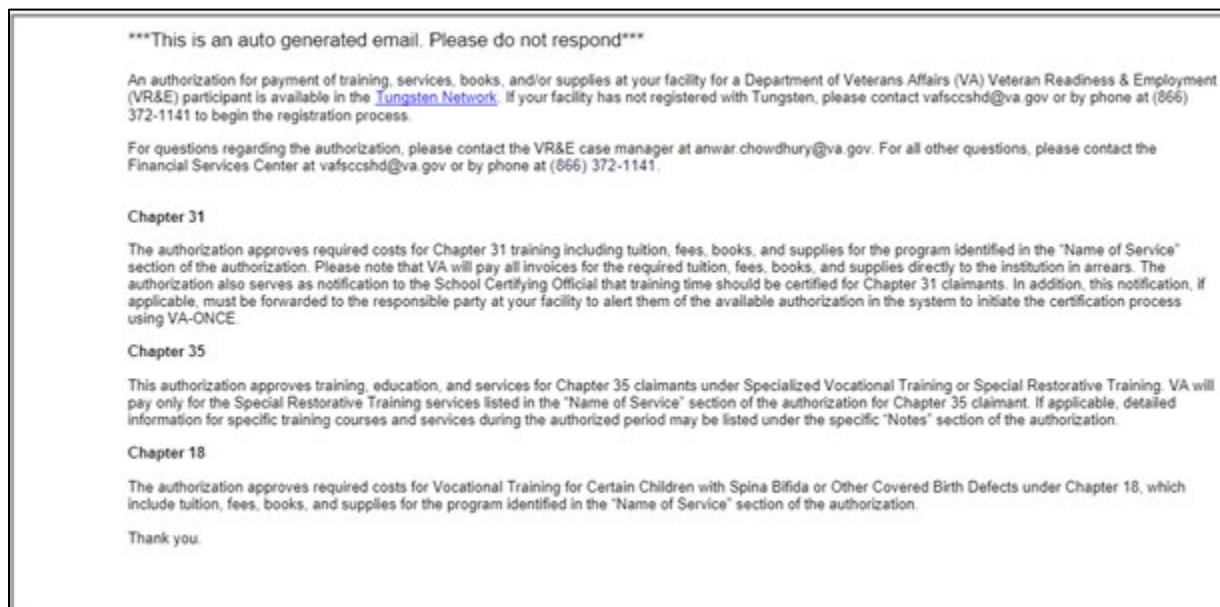 ***This is an auto generated email. Please do not respond***
An authorization for payment of training, services, books, and/or supplies at your facility for a Department of Veterans Affairs (VA) Veteran Readiness & Employment
(VR&E) participant is available in the Tungsten Network. If your facility has not registered with Tungsten, please contact vafsccshd@va.gov or by phone at (866)
372-1141 to begin the registration process.
For questions regarding the authorization, please contact the VR&E case manager at anwar.chowdhury@va.gov. For all other questions, please contact the
Financial Services Center at vafsccshd@va.gov or by phone at (866) 372-1141.
Chapter 31
The authorization approves required costs for Chapter 31 training including tuition, fees, books, and supplies for the program identified in the "Name of Service"
section of the authorization. Please note that VA will pay all invoices for the required tuition, fees, books, and supplies directly to the institution in arrears. The
authorization also serves as notification to the School Certifying Official that training time should be certified for Chapter 31 claimants. In addition, this notification, if
applicable, must be forwarded to the responsible party at your facility to alert them of the available authorization in the system to initiate the certification process
using VA-ONCE.
Chapter 35
This authorization approves training, education, and services for Chapter 35 claimants under Specialized Vocational Training or Special Restorative Training. VA will
pay only for the Special Restorative Training services listed in the "Name of Service" section of the authorization for Chapter 35 claimant. If applicable, detailed
information for specific training courses and services during the authorized period may be listed under the specific "Notes" section of the authorization.
Chapter 18
The authorization approves required costs for Vocational Training for Certain Children with Spina Bifida or Other Covered Birth Defects under Chapter 18, which
include tuition, fees, books, and supplies for the program identified in the "Name of Service" section of the authorization.
Thank you.